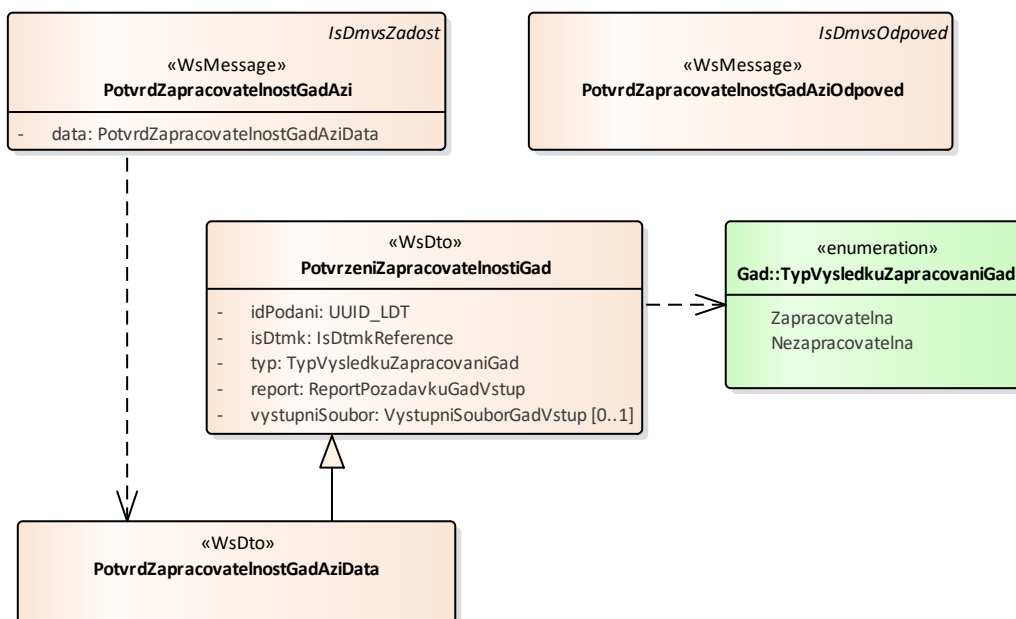 IsDmvsZadost
«WsMessage»
PotvrdZapracovatelnostGadAzi
- data: PotvrdZapracovatelnostGadAziData
IsDmvsOdpoved
«WsMessage»
PotvrdZapracovatelnostGadAziOdpoved
«WsDto»
PotvrzeniZapracovatelnostiGad
- idPodani: UUID_LDT
- isDtmk: IsDtmkReference
- typ: TypVysledkuZapracovaniGad
- report: ReportPozadavkuGadVstup
- vystupniSoubor: VystupniSouborGadVstup [0..1]
«enumeration»
Gad::TypVysledkuZapracovaniGad
Zapracovatelna
Nezapracovatelna
«WsDto»
PotvrdZapracovatelnostGadAziData